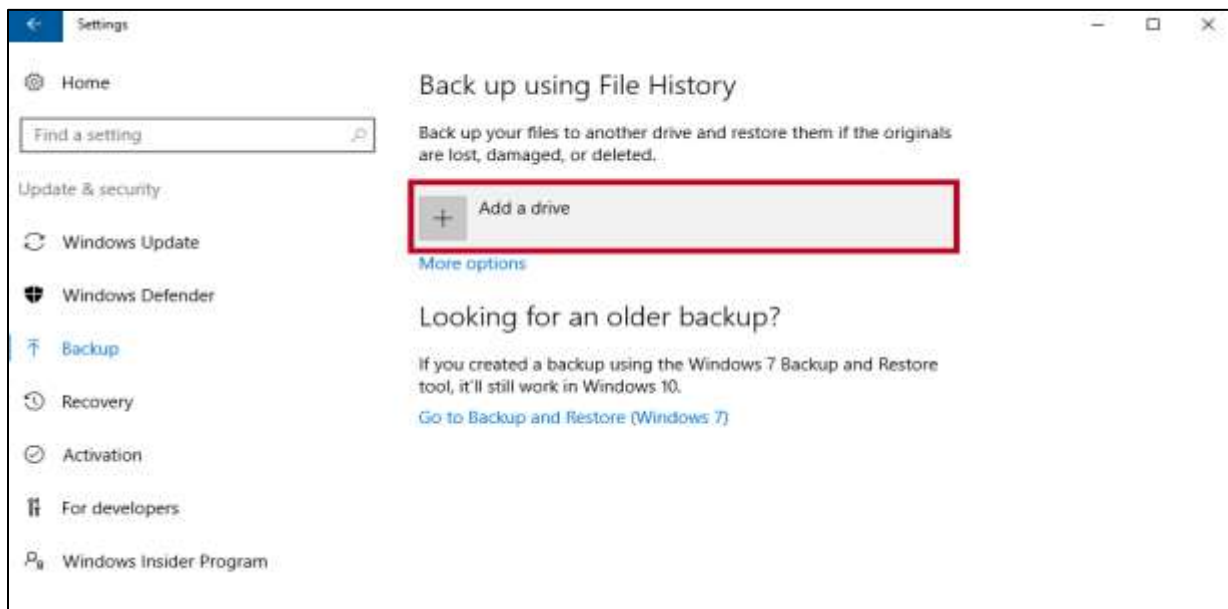 Settings
Home
Find a setting
Update & security
Windows Update
Windows Defender
Backup
Recovery
Activation
For developers
Windows Insider Program
Back up using File History
Back up your files to another drive and restore them if the originals
are lost, damaged, or deleted.
Add a drive
More options
Looking for an older backup?
If you created a backup using the Windows 7 Backup and Restore
tool, it'll still work in Windows 10.
Go to Backup and Restore (Windows 7)